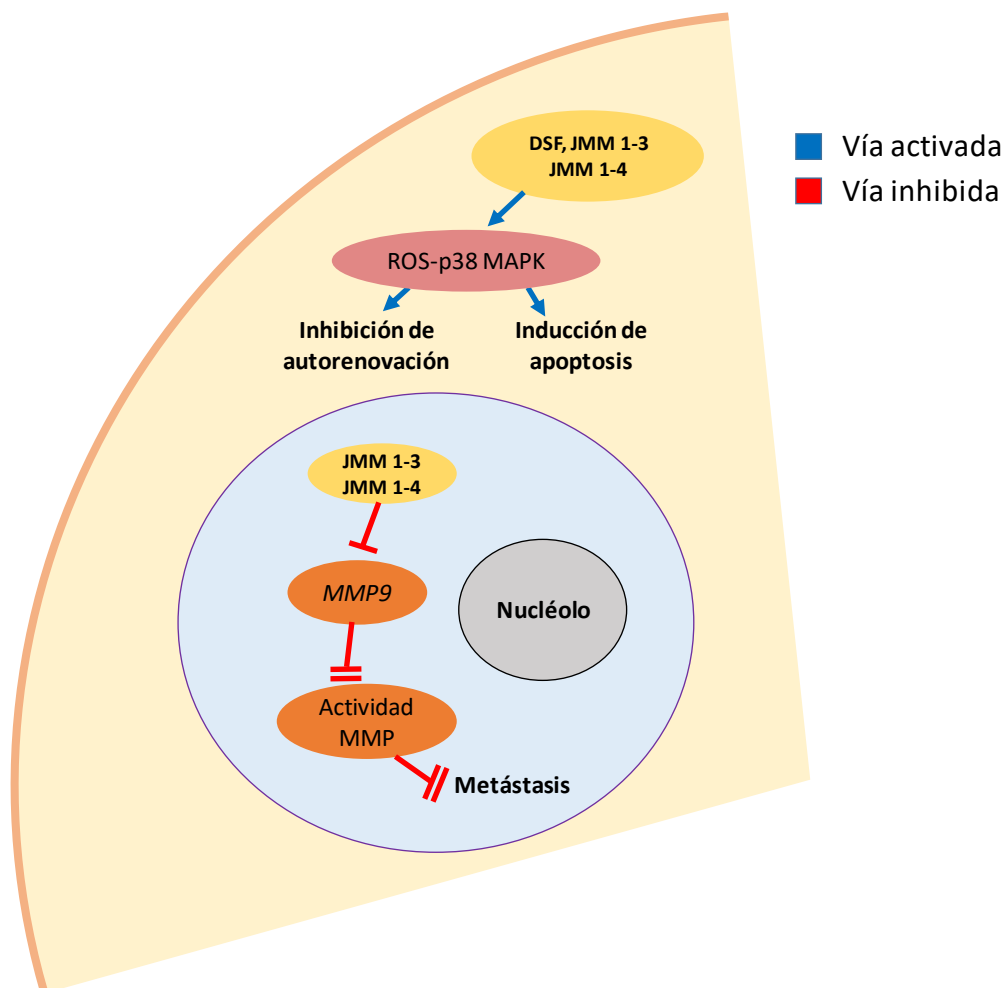 DSF, JMM 1-3
JMM 1-4
Vía activada
Vía inhibida
ROS-p38 MAPK
Inhibición de
autorenovación
Inducción de
apoptosis
JMM 1-3
JMM 1-4
MMP9
Nucléolo
Actividad
MMP
Metástasis